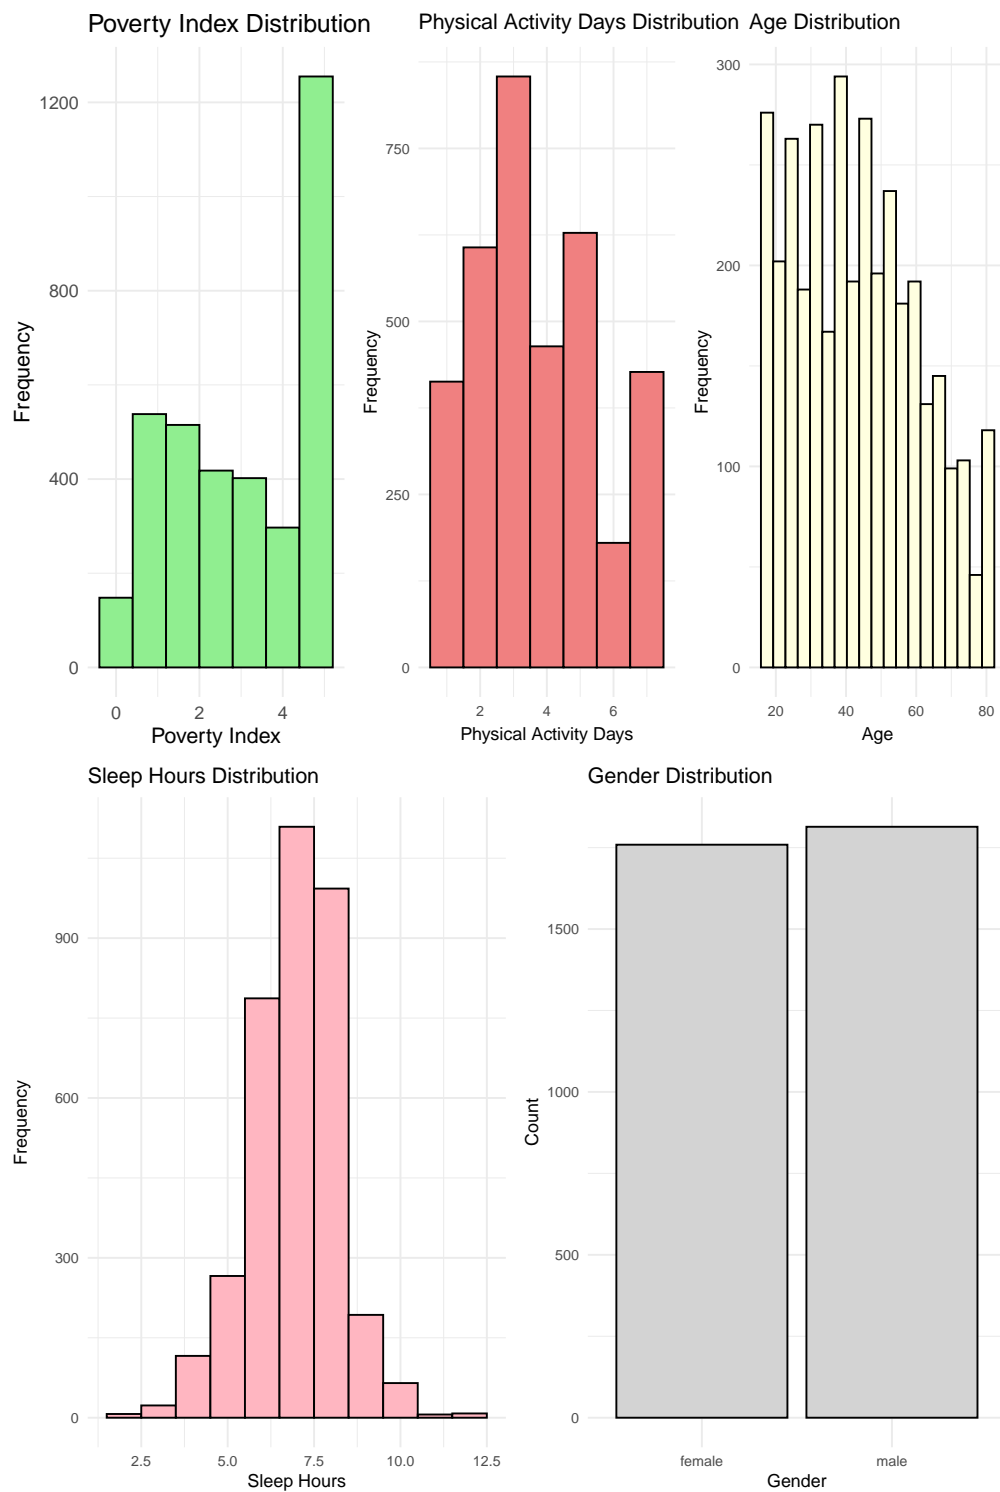 Poverty Index Distribution
Frequency
1200
800
400
0
0 2 4
Poverty Index
Physical Activity Days Distribution
Frequency
750
500
250
0
2 4 6
Physical Activity Days
Age Distribution
Frequency
300
200
100
0
20 40 60 80
Age
Sleep Hours Distribution
Frequency
900
600
300
0
2.5 5.0 7.5 10.0 12.5
Sleep Hours
Gender Distribution
Count
1500
1000
500
0
female male
Gender